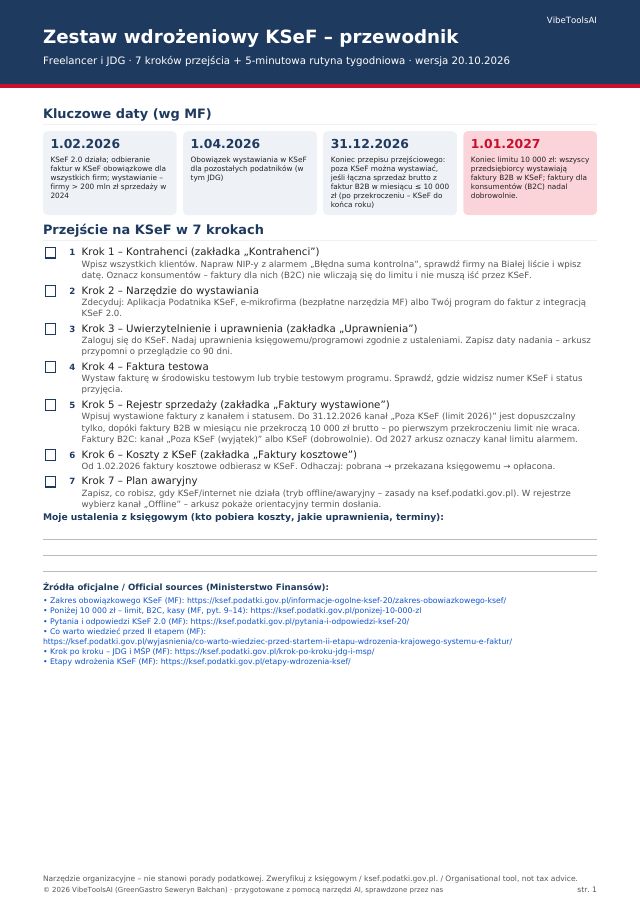 VibeToolsAI
Zestaw wdrożeniowy KSeF – przewodnik
Freelancer i JDG · 7 kroków przejścia + 5-minutowa rutyna tygodniowa · wersja 20.10.2026
Kluczowe daty (wg MF)
1.02.2026
KSeF 2.0 działa; odbieranie
faktur w KSeF obowiązkowe dla
wszystkich firm; wystawianie –
firmy > 200 mln zł sprzedaży w
2024
1.04.2026
Obowiązek wystawiania w KSeF
dla pozostałych podatników (w
tym JDG)
31.12.2026
Koniec przepisu przejściowego:
poza KSeF można wystawiać,
jeśli łączna sprzedaż brutto z
faktur B2B w miesiącu ≤ 10 000
zł (po przekroczeniu – KSeF do
końca roku)
1.01.2027
Koniec limitu 10 000 zł: wszyscy
przedsiębiorcy wystawiają
faktury B2B w KSeF; faktury dla
konsumentów (B2C) nadal
dobrowolnie.
Przejście na KSeF w 7 krokach
1 Krok 1 – Kontrahenci (zakładka „Kontrahenci”)
Wpisz wszystkich klientów. Napraw NIP-y z alarmem „Błędna suma kontrolna”, sprawdź firmy na Białej liście i wpisz
datę. Oznacz konsumentów – faktury dla nich (B2C) nie wliczają się do limitu i nie muszą iść przez KSeF.
2 Krok 2 – Narzędzie do wystawiania
Zdecyduj: Aplikacja Podatnika KSeF, e-mikrofirma (bezpłatne narzędzia MF) albo Twój program do faktur z integracją
KSeF 2.0.
3 Krok 3 – Uwierzytelnienie i uprawnienia (zakładka „Uprawnienia”)
Zaloguj się do KSeF. Nadaj uprawnienia księgowemu/programowi zgodnie z ustaleniami. Zapisz daty nadania – arkusz
przypomni o przeglądzie co 90 dni.
4 Krok 4 – Faktura testowa
Wystaw fakturę w środowisku testowym lub trybie testowym programu. Sprawdź, gdzie widzisz numer KSeF i status
przyjęcia.
5 Krok 5 – Rejestr sprzedaży (zakładka „Faktury wystawione”)
Wpisuj wystawione faktury z kanałem i statusem. Do 31.12.2026 kanał „Poza KSeF (limit 2026)” jest dopuszczalny
tylko, dopóki faktury B2B w miesiącu nie przekroczą 10 000 zł brutto – po pierwszym przekroczeniu limit nie wraca.
Faktury B2C: kanał „Poza KSeF (wyjątek)” albo KSeF (dobrowolnie). Od 2027 arkusz oznaczy kanał limitu alarmem.
6 Krok 6 – Koszty z KSeF (zakładka „Faktury kosztowe”)
Od 1.02.2026 faktury kosztowe odbierasz w KSeF. Odhaczaj: pobrana → przekazana księgowemu → opłacona.
7 Krok 7 – Plan awaryjny
Zapisz, co robisz, gdy KSeF/internet nie działa (tryb offline/awaryjny – zasady na ksef.podatki.gov.pl). W rejestrze
wybierz kanał „Offline” – arkusz pokaże orientacyjny termin dosłania.
Moje ustalenia z księgowym (kto pobiera koszty, jakie uprawnienia, terminy):
Źródła oficjalne / Official sources (Ministerstwo Finansów):
• Zakres obowiązkowego KSeF (MF): https://ksef.podatki.gov.pl/informacje-ogolne-ksef-20/zakres-obowiazkowego-ksef/
• Poniżej 10 000 zł – limit, B2C, kasy (MF, pyt. 9–14): https://ksef.podatki.gov.pl/ponizej-10-000-zl
• Pytania i odpowiedzi KSeF 2.0 (MF): https://ksef.podatki.gov.pl/pytania-i-odpowiedzi-ksef-20/
• Co warto wiedzieć przed II etapem (MF):
https://ksef.podatki.gov.pl/wyjasnienia/co-warto-wiedziec-przed-startem-ii-etapu-wdrozenia-krajowego-systemu-e-faktur/
• Krok po kroku – JDG i MŚP (MF): https://ksef.podatki.gov.pl/krok-po-kroku-jdg-i-msp/
• Etapy wdrożenia KSeF (MF): https://ksef.podatki.gov.pl/etapy-wdrozenia-ksef/
Narzędzie organizacyjne – nie stanowi porady podatkowej. Zweryfikuj z księgowym / ksef.podatki.gov.pl. / Organisational tool, not tax advice.
© 2026 VibeToolsAI (GreenGastro Seweryn Bałchan) · przygotowane z pomocą narzędzi AI, sprawdzone przez nas
str. 1